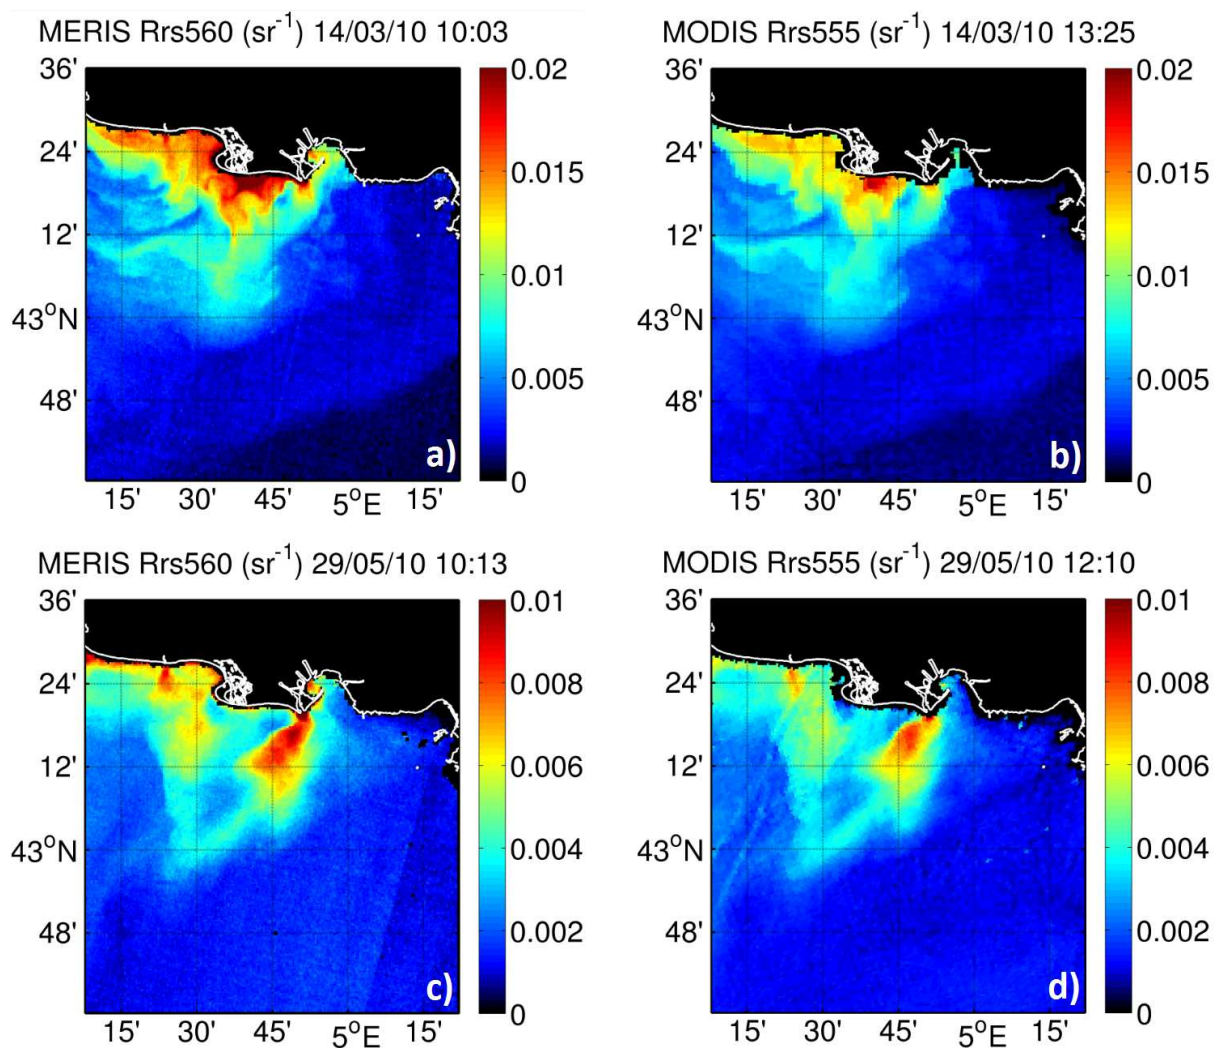 MERIS Rrs560 (sr⁻¹) 14/03/10 10:03
36'
24'
12'
43°N
48'
15' 30' 45' 5°E 15'
0.02
0.015
0.01
0.005
0
a)
MODIS Rrs555 (sr⁻¹) 14/03/10 13:25
36'
24'
12'
43°N
48'
15' 30' 45' 5°E 15'
0.02
0.015
0.01
0.005
0
b)
MERIS Rrs560 (sr⁻¹) 29/05/10 10:13
36'
24'
12'
43°N
48'
15' 30' 45' 5°E 15'
0.01
0.008
0.006
0.004
0.002
0
c)
MODIS Rrs555 (sr⁻¹) 29/05/10 12:10
36'
24'
12'
43°N
48'
15' 30' 45' 5°E 15'
0.01
0.008
0.006
0.004
0.002
0
d)